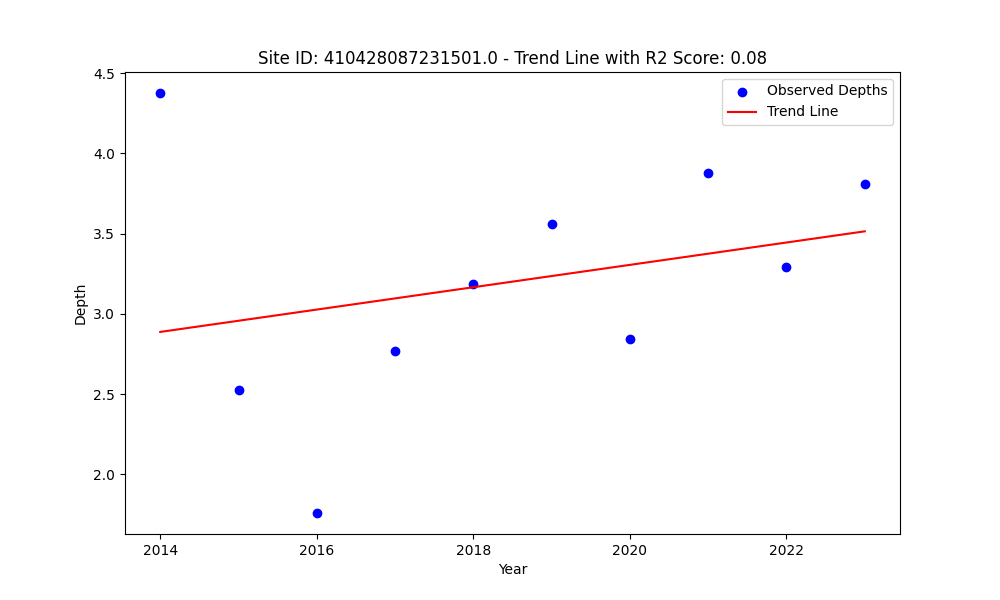 Site ID: 410428087231501.0 - Trend Line with R2 Score: 0.08
Observed Depths
Trend Line
4.5
4.0
3.5
3.0
2.5
2.0
Depth
2014 2016 2018 2020 2022
Year